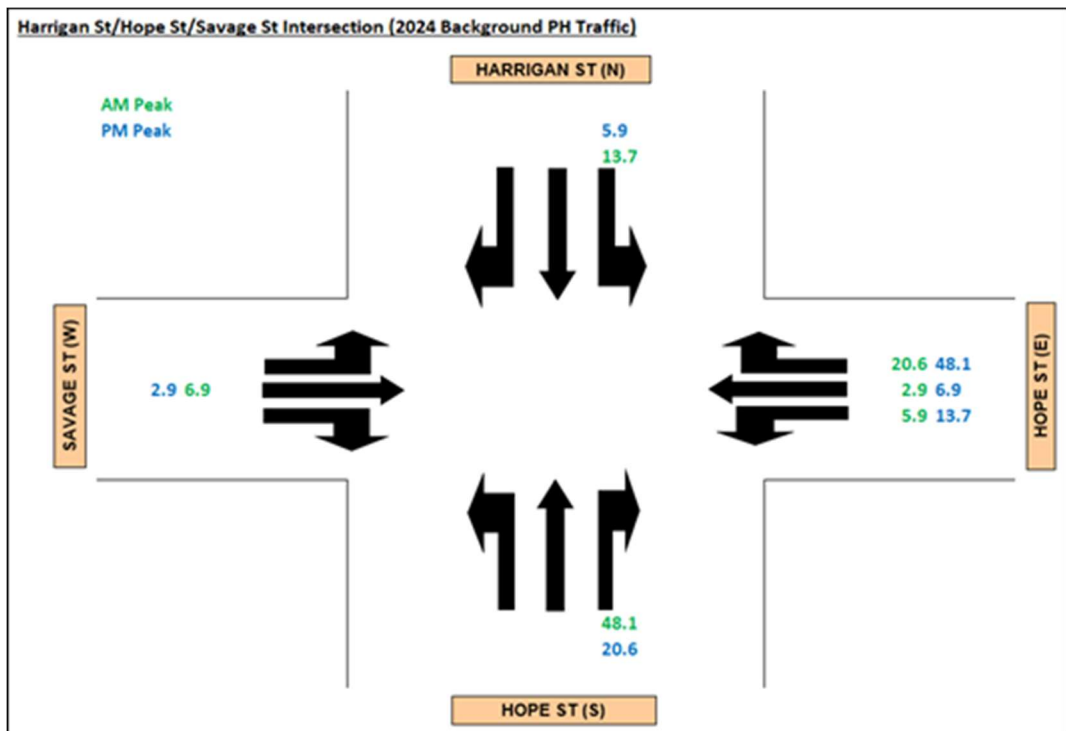 Harrigan St/Hope St/Savage St Intersection (2024 Background PH Traffic)
HARRIGAN ST (N)
AM Peak
PM Peak
5.9
13.7
SAVAGE ST (W)
2.9 6.9
20.6 48.1
2.9 6.9
5.9 13.7
HOPE ST (E)
48.1
20.6
HOPE ST (S)